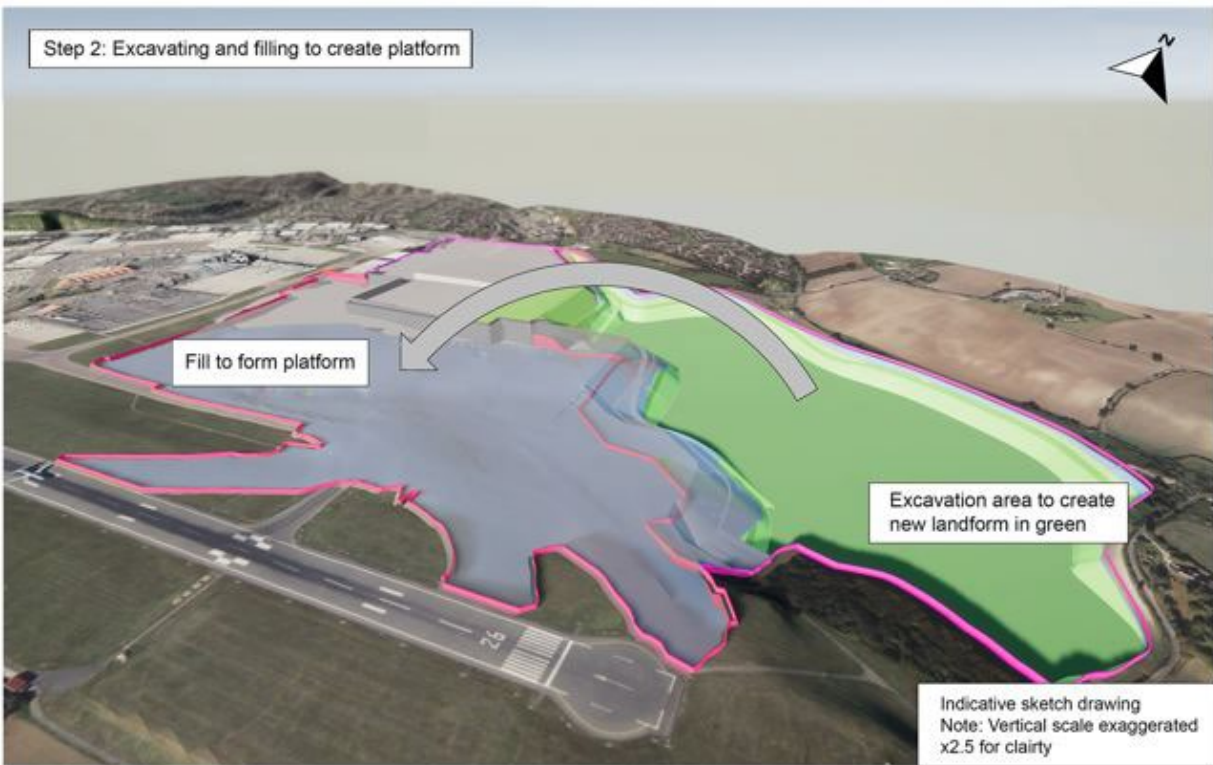 Step 2: Excavating and filling to create platform
N
Fill to form platform
Excavation area to create
new landform in green
26
Indicative sketch drawing
Note: Vertical scale exaggerated
x2.5 for clairty